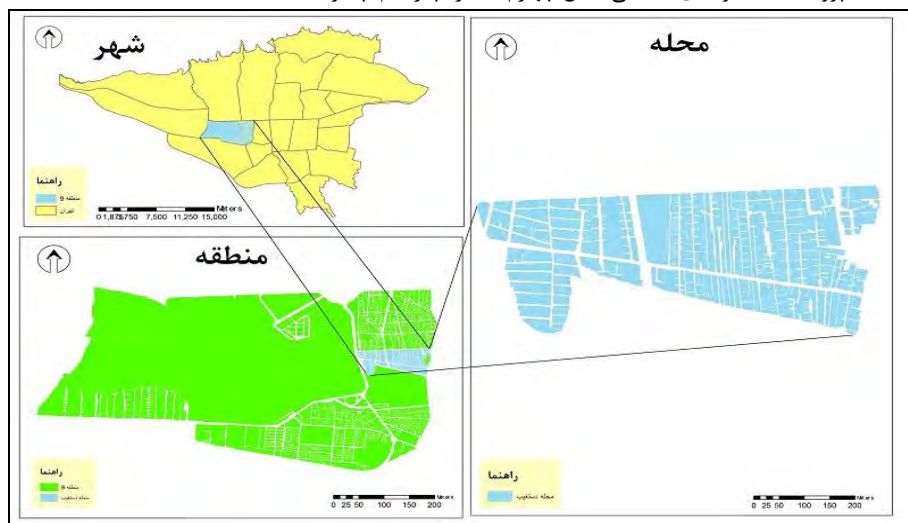 شهر
راهنما
منطقه 9
تهران
Meters
0 1,8753,750 7,500 11,250 15,000
محله
راهنما
محله دستغیب
Meters
0 25 50 100 150 200
منطقه
راهنما
منطقه 9
محله دستغیب
Meters
0 25 50 100 150 200